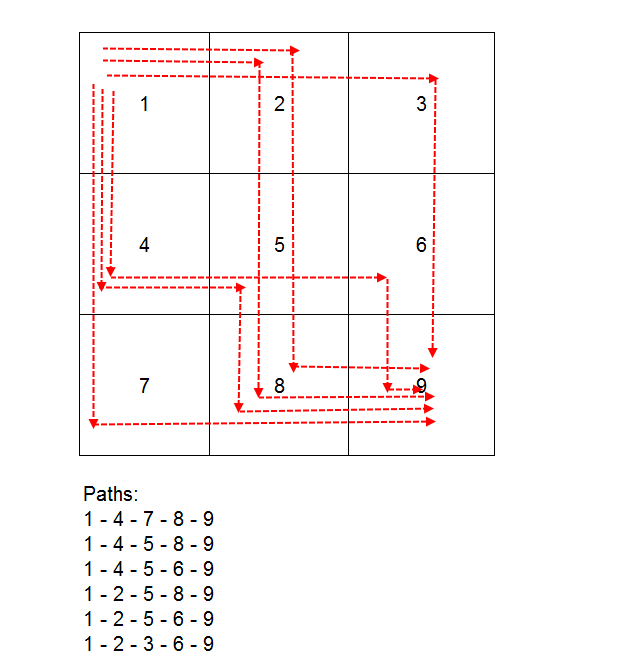 1 2 3
4 5 6
7 8 9
Paths:
1 - 4 - 7 - 8 - 9
1 - 4 - 5 - 8 - 9
1 - 4 - 5 - 6 - 9
1 - 2 - 5 - 8 - 9
1 - 2 - 5 - 6 - 9
1 - 2 - 3 - 6 - 9